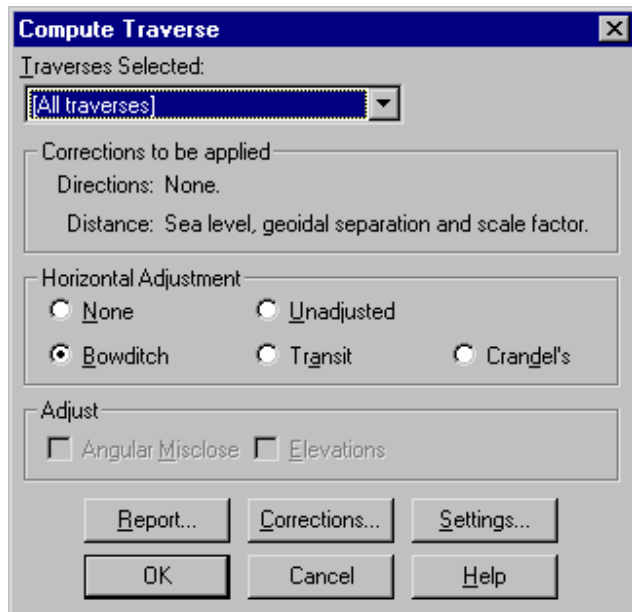 Compute Traverse
Traverses Selected:
[All traverses]
Corrections to be applied
Directions: None.
Distance: Sea level, geoidal separation and scale factor.
Horizontal Adjustment
None Unadjusted
Bowditch Transit Crandel's
Adjust
Angular Misclose Elevations
Report... Corrections... Settings...
OK Cancel Help